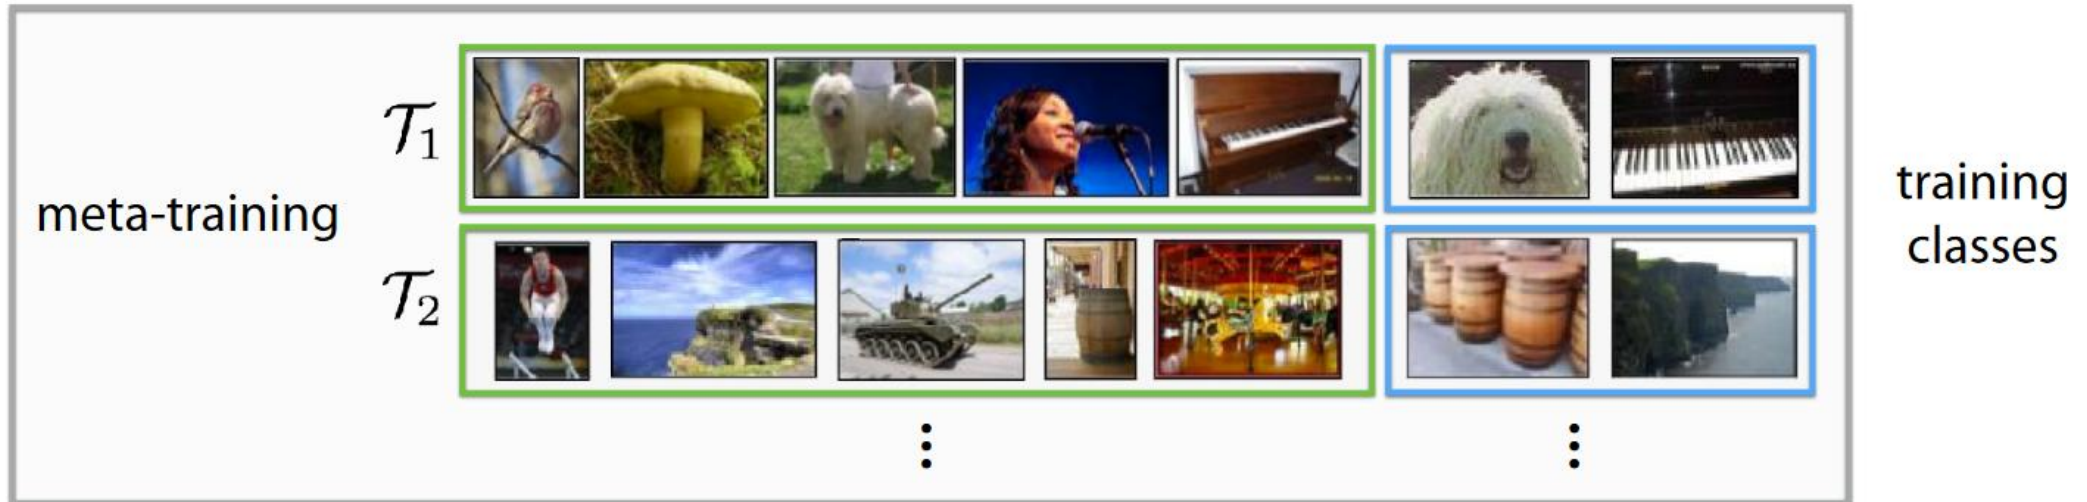 meta-training
𝒯₁
𝒯₂
⋮ ⋮
training
classes